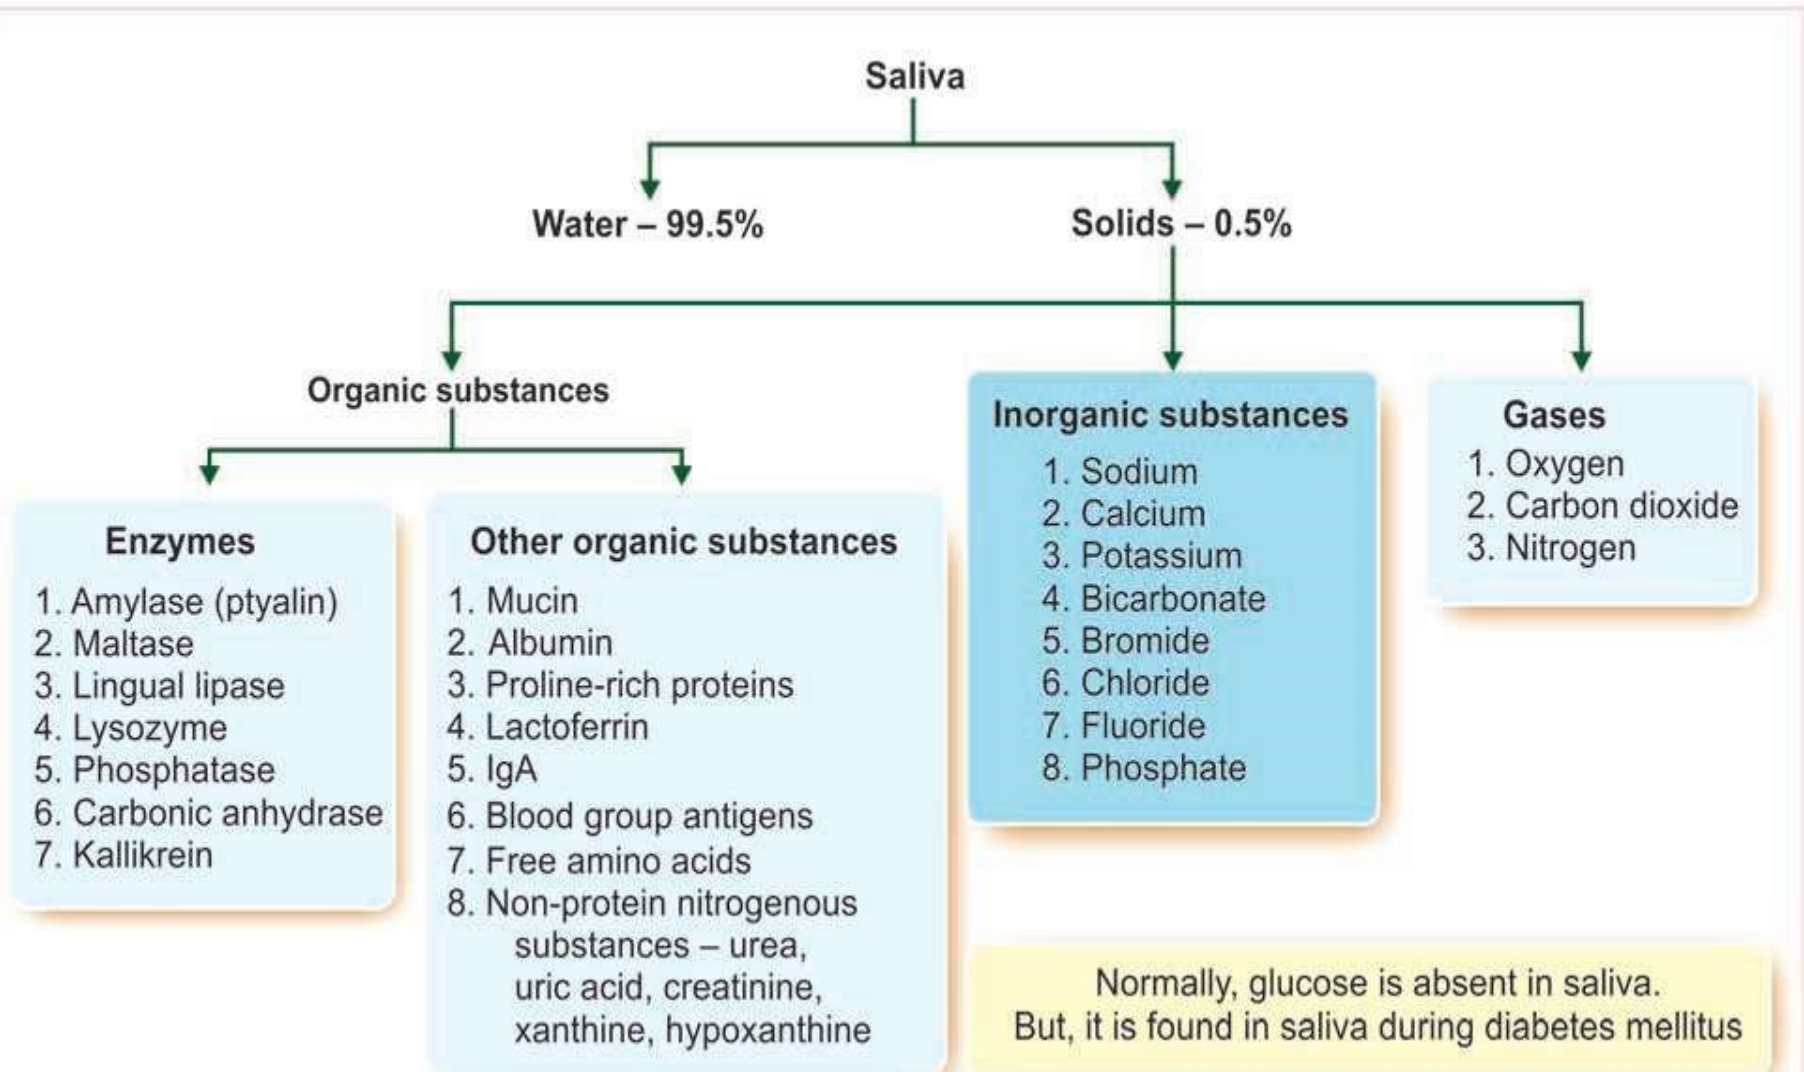 Saliva
Water – 99.5%
Solids – 0.5%
Organic substances
Enzymes
1. Amylase (ptyalin)
2. Maltase
3. Lingual lipase
4. Lysozyme
5. Phosphatase
6. Carbonic anhydrase
7. Kallikrein
Other organic substances
1. Mucin
2. Albumin
3. Proline-rich proteins
4. Lactoferrin
5. IgA
6. Blood group antigens
7. Free amino acids
8. Non-protein nitrogenous
substances – urea,
uric acid, creatinine,
xanthine, hypoxanthine
Inorganic substances
1. Sodium
2. Calcium
3. Potassium
4. Bicarbonate
5. Bromide
6. Chloride
7. Fluoride
8. Phosphate
Gases
1. Oxygen
2. Carbon dioxide
3. Nitrogen
Normally, glucose is absent in saliva.
But, it is found in saliva during diabetes mellitus